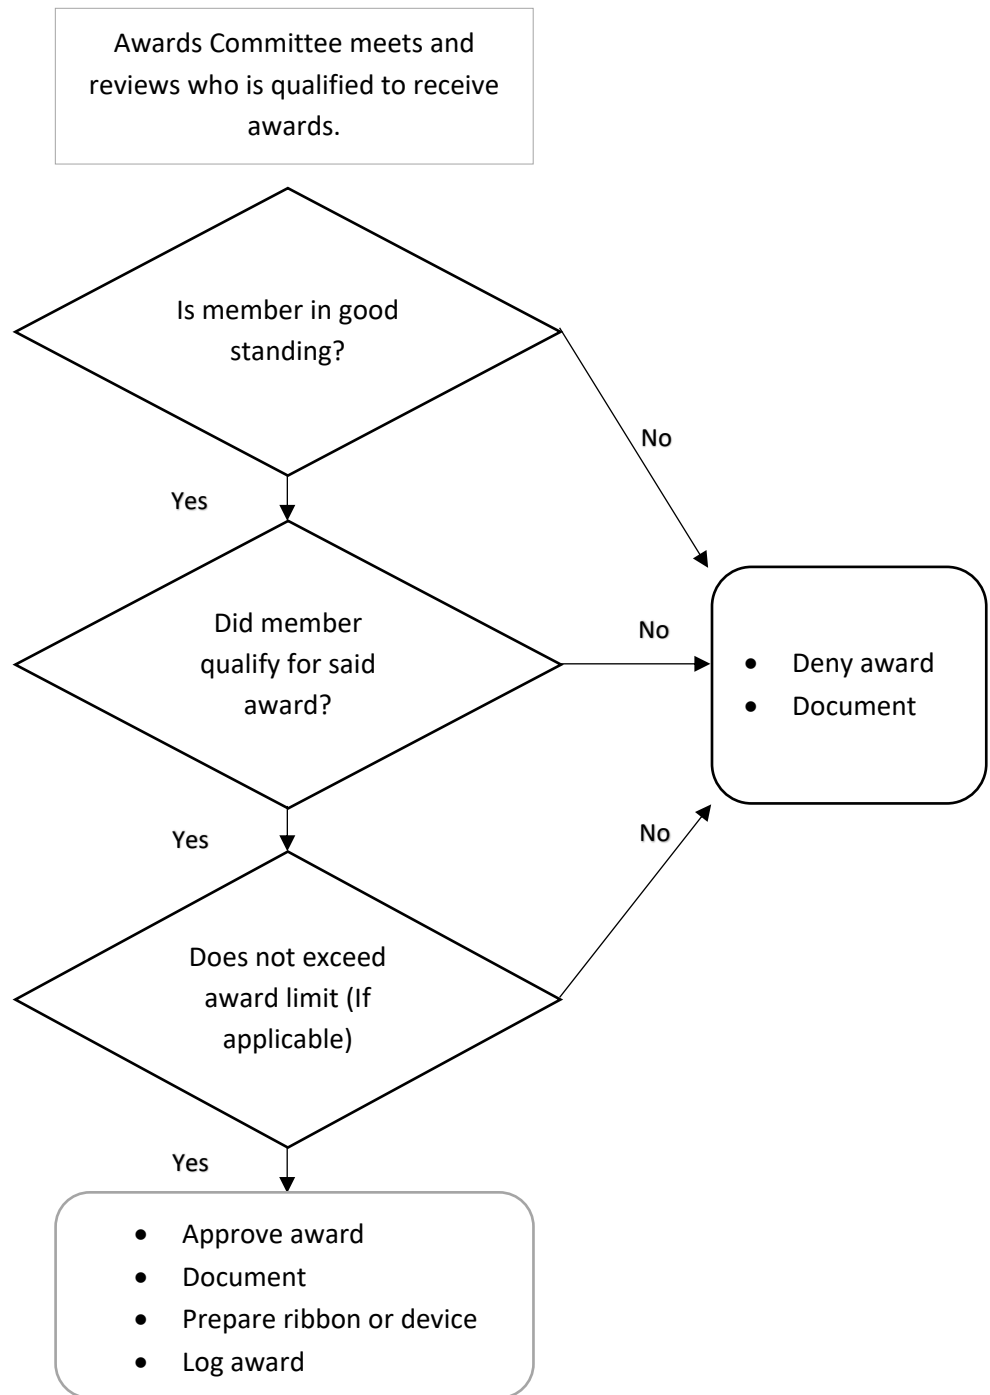 Awards Committee meets and
reviews who is qualified to receive
awards.
Is member in good
standing?
No
Yes
Did member
qualify for said
award?
No
• Deny award
• Document
Yes
No
Does not exceed
award limit (If
applicable)
Yes
• Approve award
• Document
• Prepare ribbon or device
• Log award